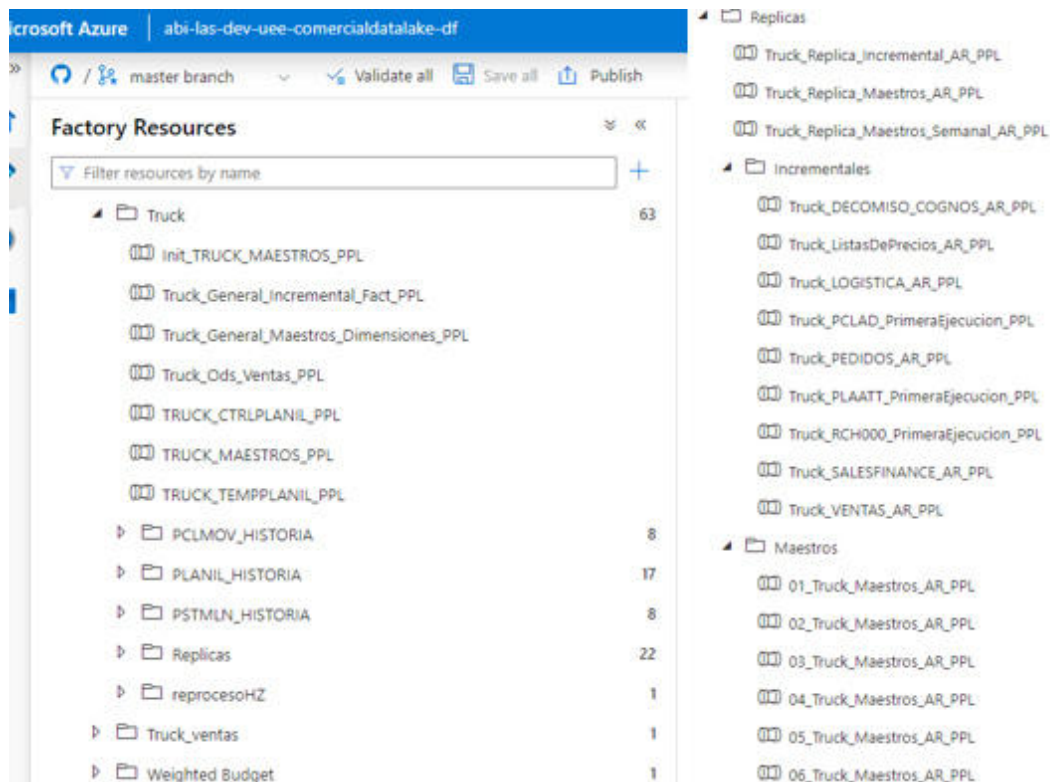 icrosoft Azure abi-las-dev-uee-comercialdatalake-df
/ master branch Validate all Save all Publish
Factory Resources
Filter resources by name
Truck 63
Init_TRUCK_MAESTROS_PPL
Truck_General_Incremental_Fact_PPL
Truck_General_Maestros_Dimensiones_PPL
Truck_Ods_Ventas_PPL
TRUCK_CTRLPLANIL_PPL
TRUCK_MAESTROS_PPL
TRUCK_TEMPPLANIL_PPL
PCLMOV_HISTORIA 8
PLANIL_HISTORIA 17
PSTMLN_HISTORIA 8
Replicas 22
reprocesoHZ 1
Truck_ventas 1
Weighted Budget 1
Replicas
Truck_Replica_Incremental_AR_PPL
Truck_Replica_Maestros_AR_PPL
Truck_Replica_Maestros_Semanal_AR_PPL
Incrementales
Truck_DECOMISO_COGNOS_AR_PPL
Truck_ListasDePrecios_AR_PPL
Truck_LOGISTICA_AR_PPL
Truck_PCLAD_PrimeraEjecucion_PPL
Truck_PEDIDOS_AR_PPL
Truck_PLAATT_PrimeraEjecucion_PPL
Truck_RCH000_PrimeraEjecucion_PPL
Truck_SALESFINANCE_AR_PPL
Truck_VENTAS_AR_PPL
Maestros
01_Truck_Maestros_AR_PPL
02_Truck_Maestros_AR_PPL
03_Truck_Maestros_AR_PPL
04_Truck_Maestros_AR_PPL
05_Truck_Maestros_AR_PPL
06_Truck_Maestros_AR_PPL